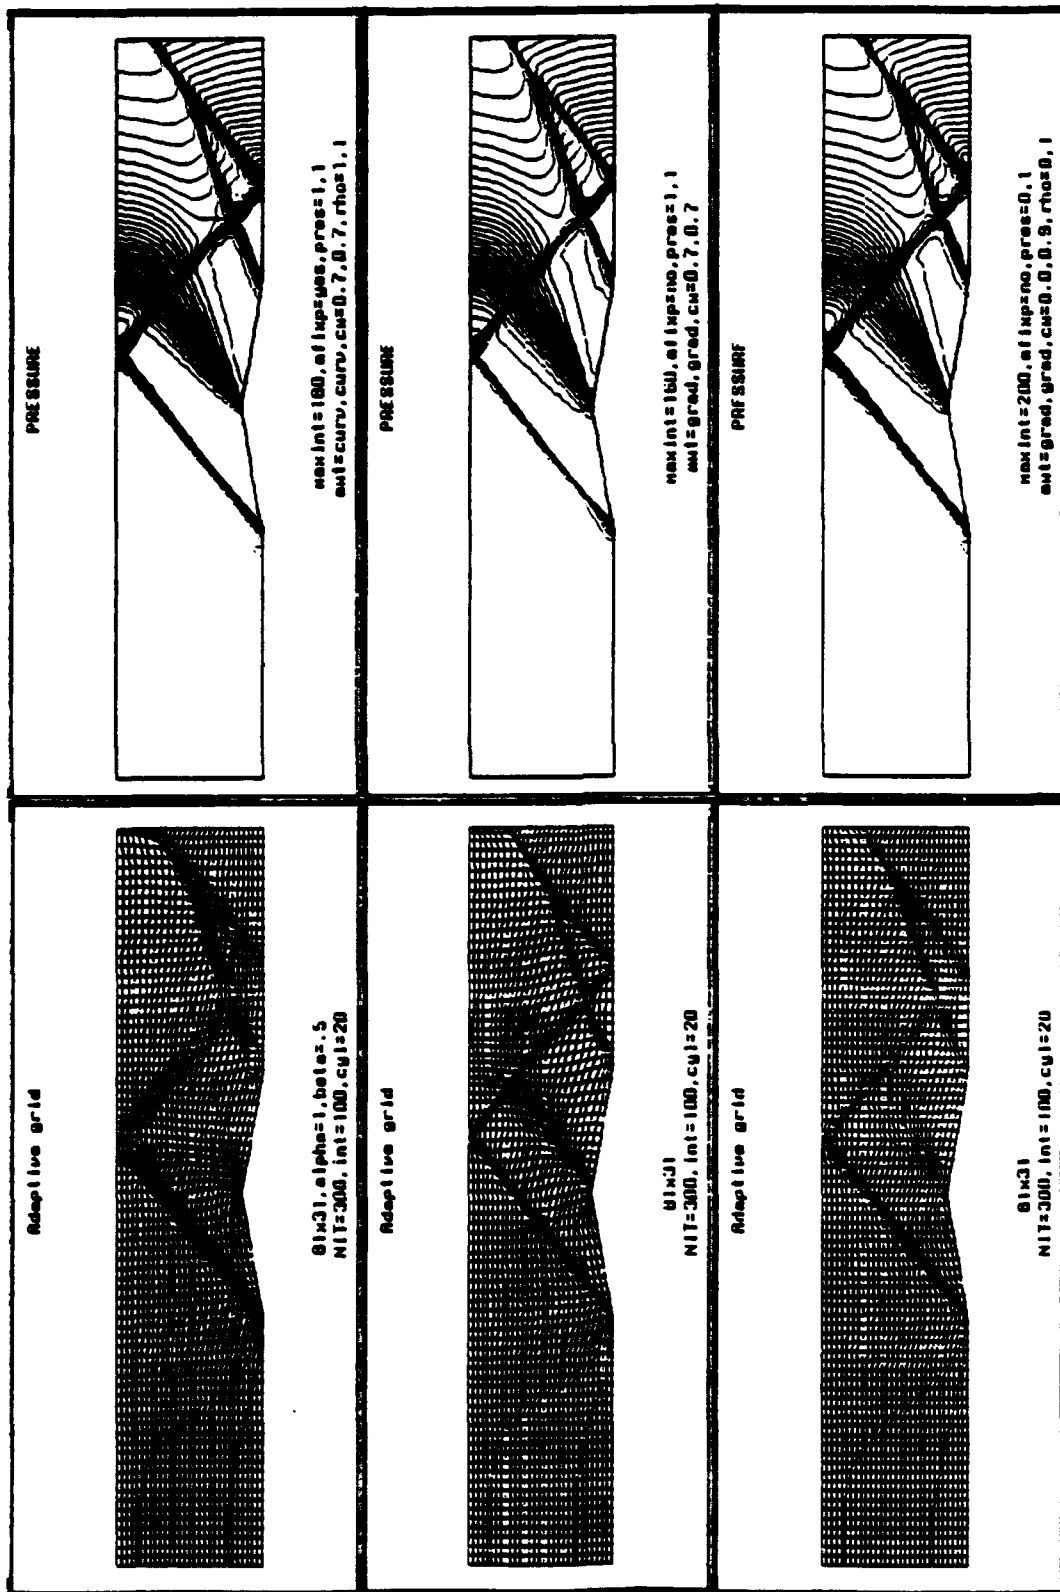 Adaptive grid
81x31,alpha=1,beta=.5
NIT=300,int=100,cyl=20
PRESSURE
maxint=180,aflxp=yes,pres=1,1
awt=curv,curv,cw=0.7,0.7,rho=1,1
Adaptive grid
81x31
NIT=300,int=100,cyl=20
PRESSURE
maxint=160,aflxp=no,pres=1,1
awt=grad,grad,cw=0.7,0.7
Adaptive grid
81x31
NIT=300,int=100,cyl=20
PRESSURE
maxint=200,aflxp=no,pres=0,1
awt=grad,grad,cw=0.0,0.9,rho=0,1